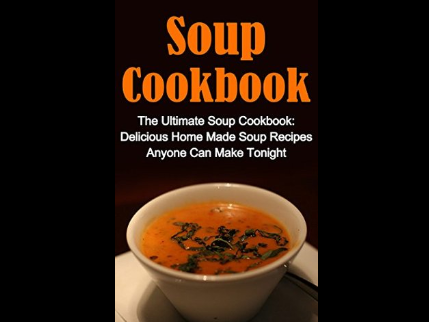 Soup
Cookbook
The Ultimate Soup Cookbook:
Delicious Home Made Soup Recipes
Anyone Can Make Tonight